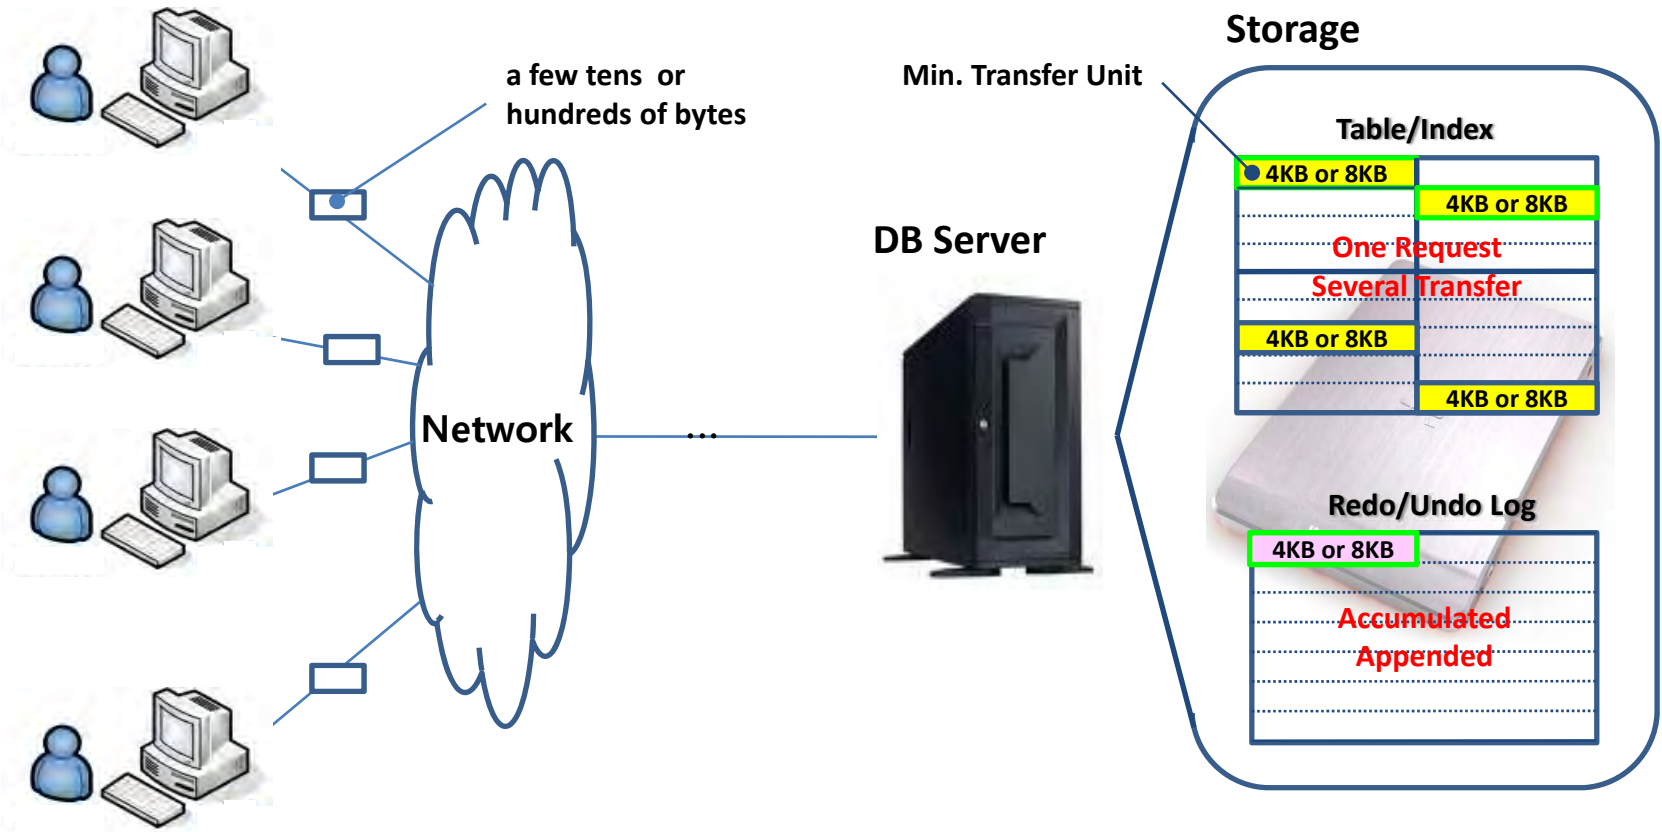 Storage
a few tens or
hundreds of bytes
Min. Transfer Unit
Table/Index
4KB or 8KB
4KB or 8KB
DB Server
One Request
Several Transfer
4KB or 8KB
4KB or 8KB
Network
...
Redo/Undo Log
4KB or 8KB
Accumulated
Appended